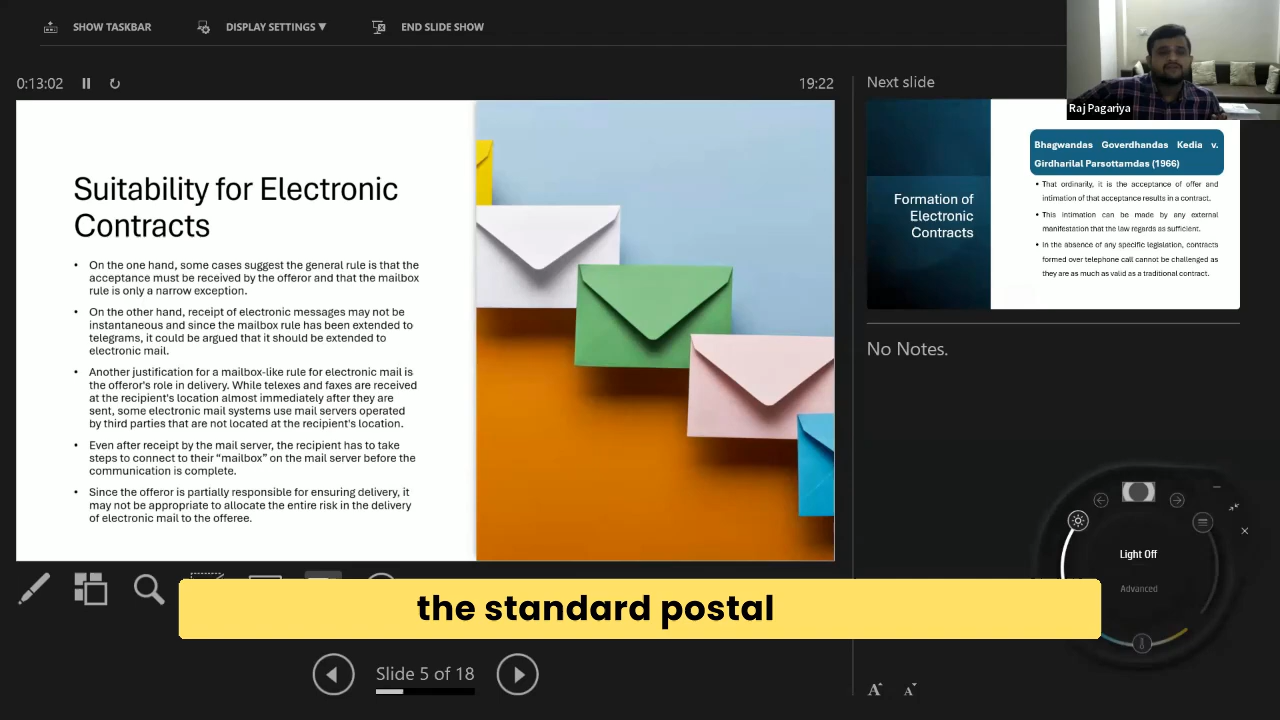 SHOW TASKBAR
DISPLAY SETTINGS ▼
END SLIDE SHOW
0:13:02
19:22
Next slide
Raj Pagariya
Suitability for Electronic
Contracts
• On the one hand, some cases suggest the general rule is that the
acceptance must be received by the offeror and that the mailbox
rule is only a narrow exception.
• On the other hand, receipt of electronic messages may not be
instantaneous and since the mailbox rule has been extended to
telegrams, it could be argued that it should be extended to
electronic mail.
• Another justification for a mailbox-like rule for electronic mail is
the offeror's role in delivery. While telexes and faxes are received
at the recipient's location almost immediately after they are
sent, some electronic mail systems use mail servers operated
by third parties that are not located at the recipient's location.
• Even after receipt by the mail server, the recipient has to take
steps to connect to their “mailbox” on the mail server before the
communication is complete.
• Since the offeror is partially responsible for ensuring delivery, it
may not be appropriate to allocate the entire risk in the delivery
of electronic mail to the offeree.
Formation of
Electronic
Contracts
Bhagwandas Goverdhandas Kedia v.
Girdharilal Parsottamdas (1966)
• That ordinarily, it is the acceptance of offer and
intimation of that acceptance results in a contract.
• This intimation can be made by any external
manifestation that the law regards as sufficient.
• In the absence of any specific legislation, contracts
formed over telephone call cannot be challenged as
they are as much as valid as a traditional contract.
No Notes.
Light Off
Advanced
the standard postal
Slide 5 of 18
A A